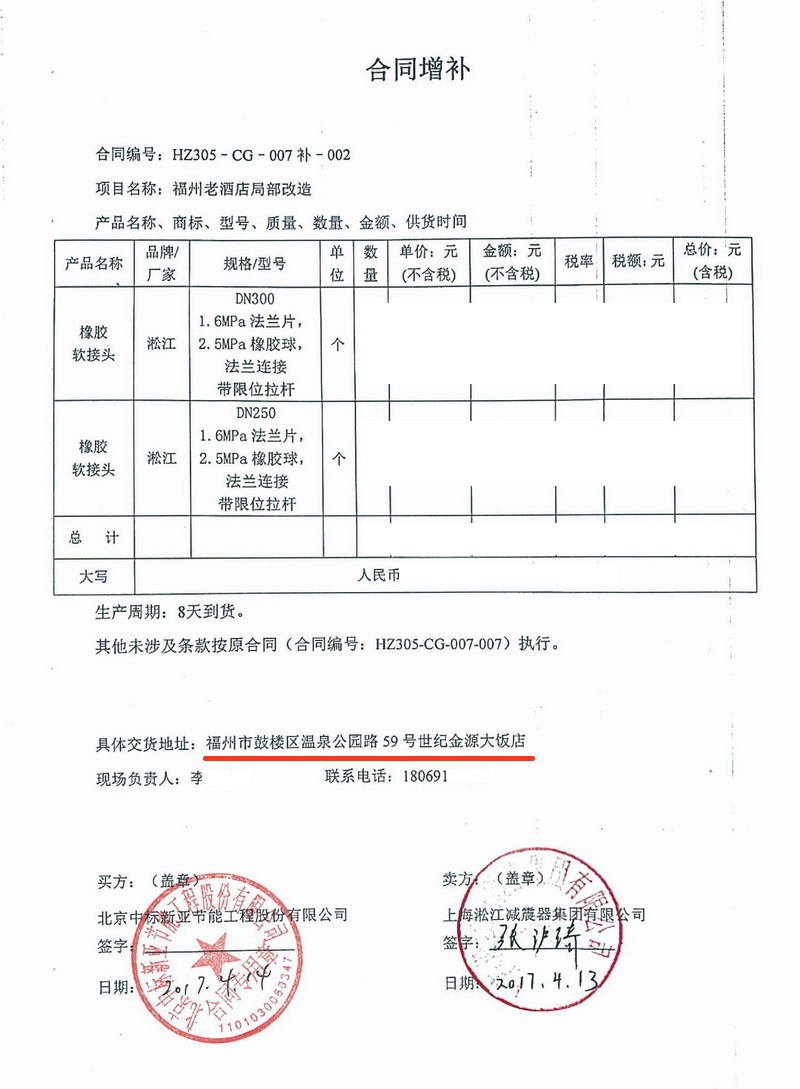 合同增补
合同编号：HZ305－CG－007补－002
项目名称：福州老酒店局部改造
产品名称、商标、型号、质量、数量、金额、供货时间
产品名称 品牌/厂家 规格/型号 单位 数量 单价：元(不含税) 金额：元(不含税) 税率 税额：元 总价：元(含税)
橡胶软接头 淞江 DN300 个
1.6MPa 法兰片，
2.5MPa 橡胶球，
法兰连接
带限位拉杆
橡胶软接头 淞江 DN250 个
1.6MPa 法兰片，
2.5MPa 橡胶球，
法兰连接
带限位拉杆
总 计
大写 人民币
生产周期：8天到货。
其他未涉及条款按原合同（合同编号：HZ305-CG-007-007）执行。
具体交货地址：福州市鼓楼区温泉公园路 59 号世纪金源大饭店
现场负责人：李 联系电话：180691
买方：（盖章） 卖方：（盖章）
北京中标新亚节能工程股份有限公司 上海淞江减震器集团有限公司
签字： 签字：
日期：2017.4.14 日期：2017.4.13
北京中标新亚节能工程股份有限公司
合同专用章
1101030060347
集团有限公司